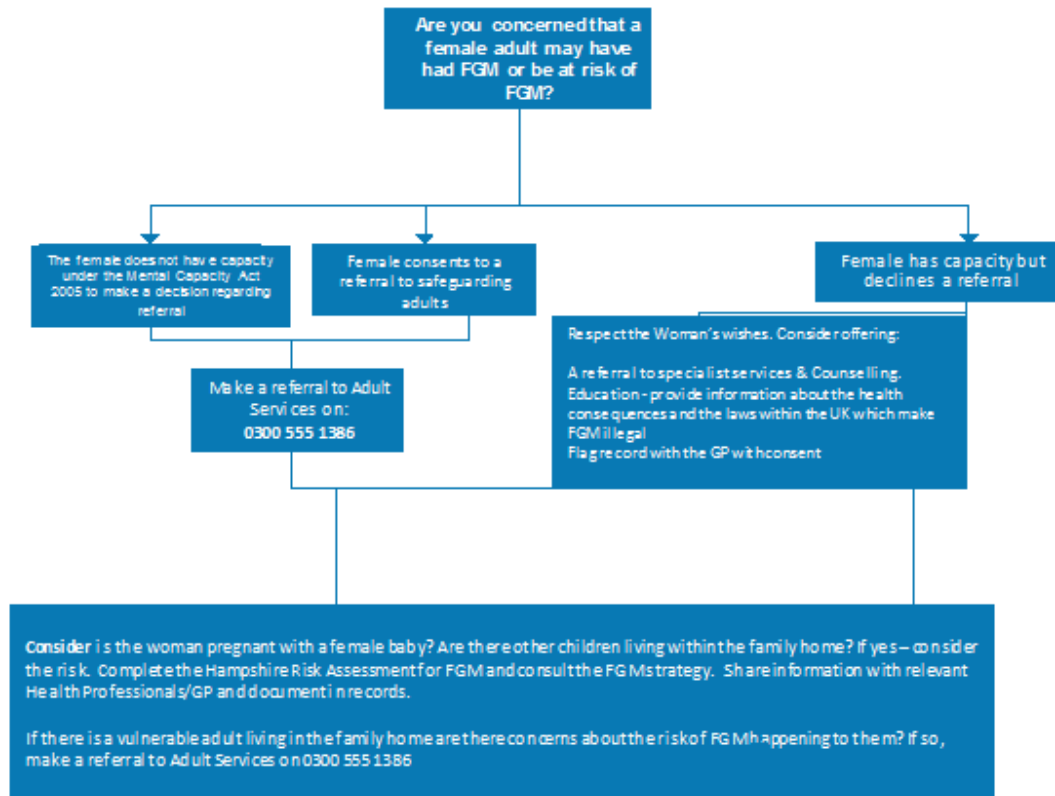 Are you concerned that a
female adult may have
had FGM or be at risk of
FGM?
The female does not have capacity
under the Mental Capacity Act
2005 to make a decision regarding
referral
Female consents to a
referral to safeguarding
adults
Female has capacity but
declines a referral
Make a referral to Adult
Services on:
0300 555 1386
Respect the Woman's wishes. Consider offering:
A referral to specialist services & Counselling.
Education - provide information about the health
consequences and the laws within the UK which make
FGM illegal
Flag record with the GP with consent
Consider is the woman pregnant with a female baby? Are there other children living within the family home? If yes – consider
the risk. Complete the Hampshire Risk Assessment for FGM and consult the FGM strategy. Share information with relevant
Health Professionals/GP and document in records.
If there is a vulnerable adult living in the family home are there concerns about the risk of FGM happening to them? If so,
make a referral to Adult Services on 0300 555 1386